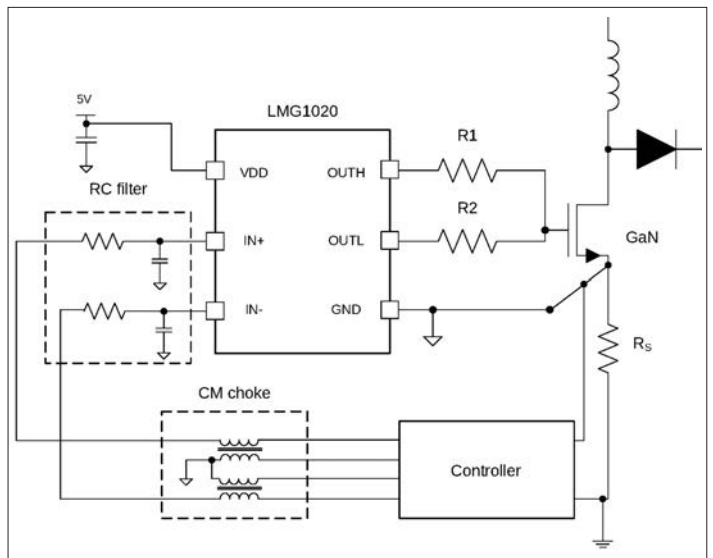 5V
LMG1020
R1
VDD
OUTH
RC filter
R2
IN+
OUTL
GaN
IN-
GND
RS
CM choke
Controller